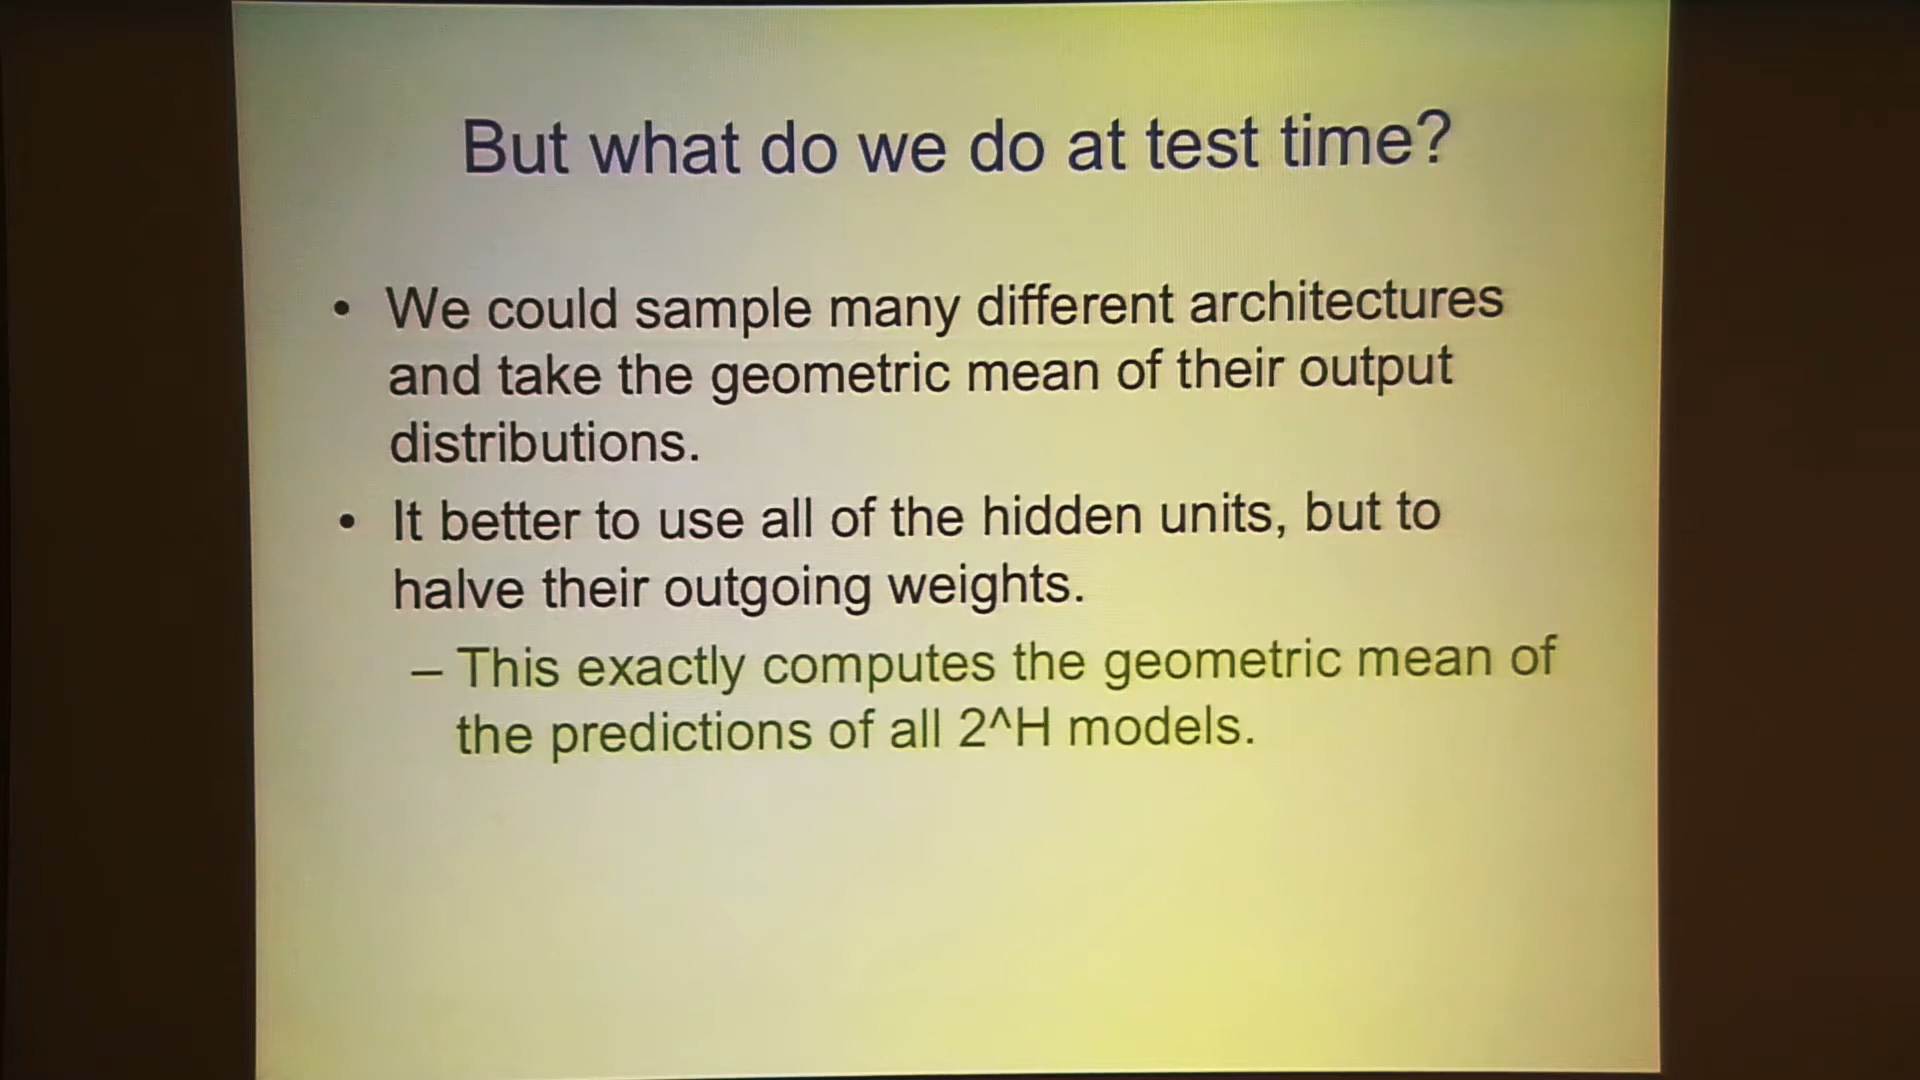 But what do we do at test time?
• We could sample many different architectures
and take the geometric mean of their output
distributions.
• It better to use all of the hidden units, but to
halve their outgoing weights.
– This exactly computes the geometric mean of
the predictions of all 2^H models.